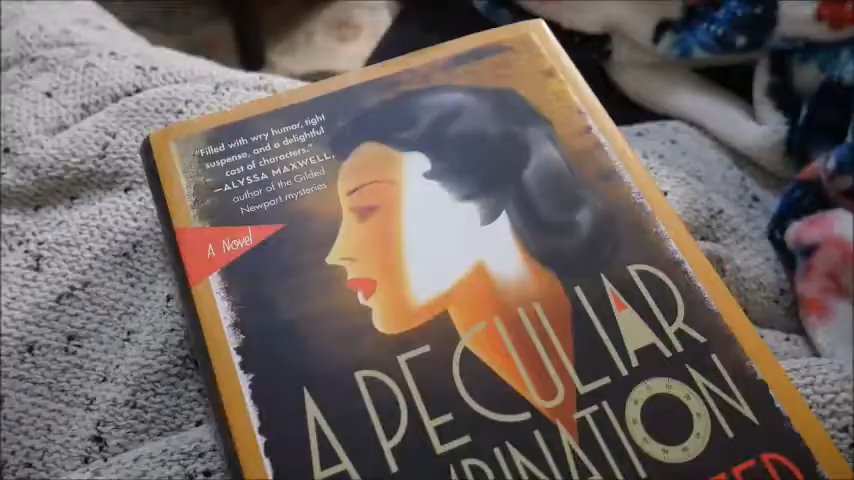 "Filled with wry humor, tight
suspense, and a delightful
cast of characters."
—ALYSSA MAXWELL,
author of the Gilded
Newport mysteries
A Novel
A PECULIAR